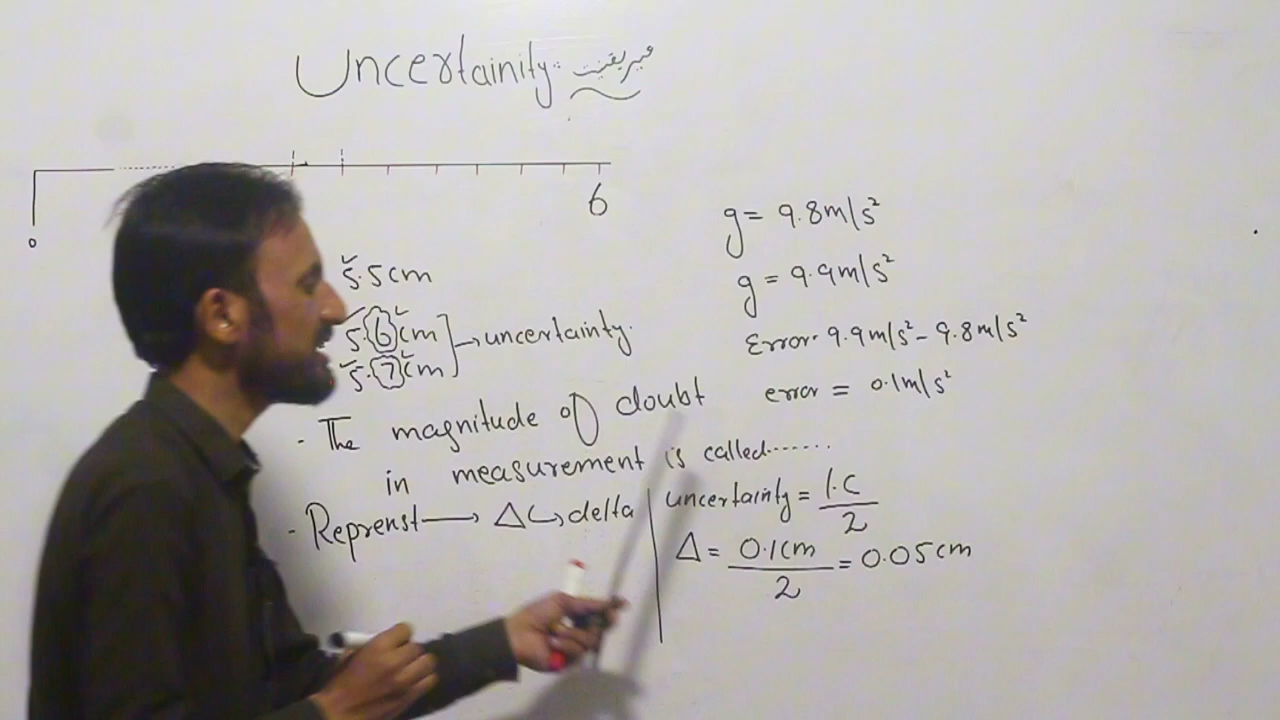 Uncertainity:- غیر یقینیت
0 6
5.5cm
5.6cm
5.7cm
→uncertainty.
. The magnitude of doubt
in measurement is called.......
. Reprenst → Δ↪delta
g = 9.8m/s²
g = 9.9m/s²
Error. 9.9m/s² - 9.8m/s²
error = 0.1m/s²
uncertainty = l.c
2
Δ = 0.1cm = 0.05cm
2